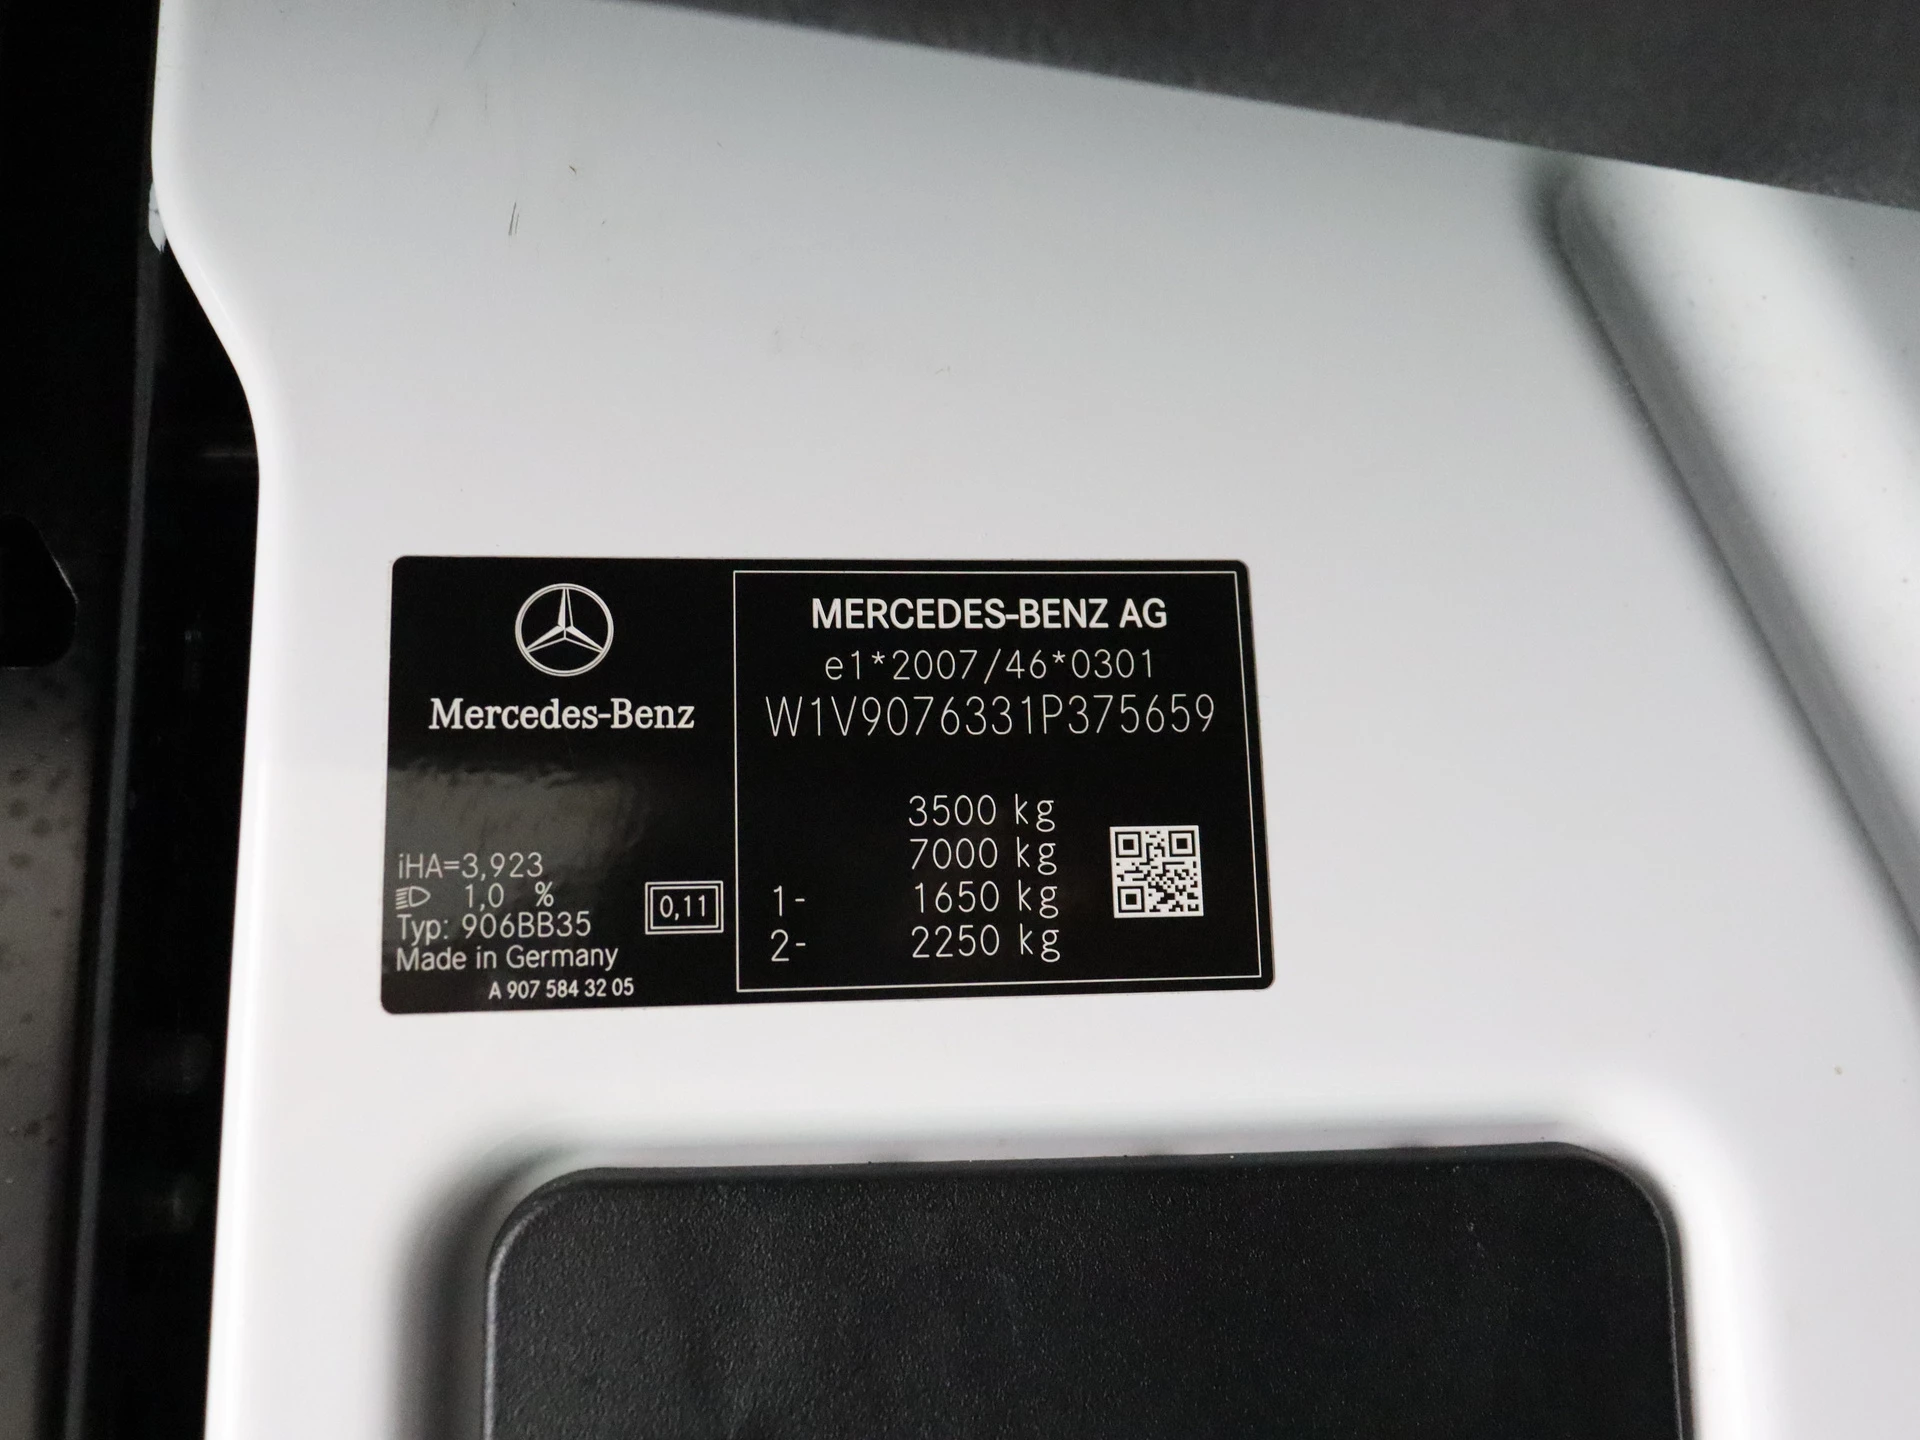 Mercedes-Benz
iHA=3,923
1,0 %
Typ: 906BB35
Made in Germany
A 907 584 32 05
0,11
MERCEDES-BENZ AG
e1*2007/46*0301
W1V9076331P375659
3500 kg
7000 kg
1- 1650 kg
2- 2250 kg